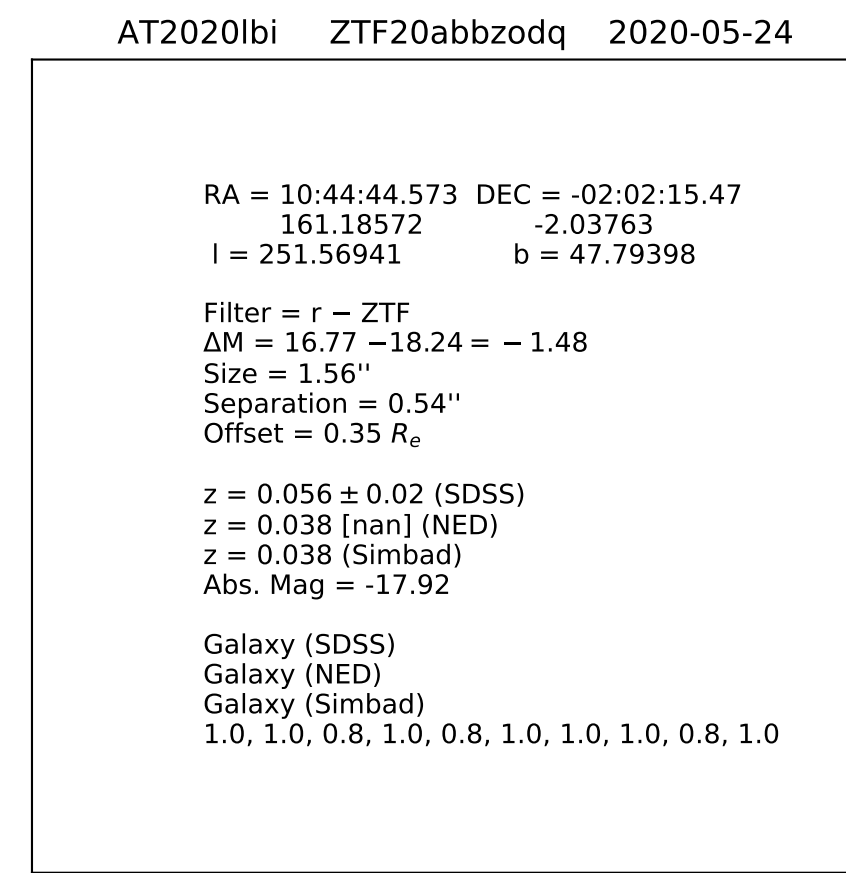 AT2020lbi ZTF20abbzodq 2020-05-24
RA = 10:44:44.573 DEC = -02:02:15.47
161.18572 -2.03763
l = 251.56941 b = 47.79398
Filter = r − ZTF
ΔM = 16.77 −18.24 = − 1.48
Size = 1.56''
Separation = 0.54''
Offset = 0.35 Rₑ
z = 0.056 ± 0.02 (SDSS)
z = 0.038 [nan] (NED)
z = 0.038 (Simbad)
Abs. Mag = -17.92
Galaxy (SDSS)
Galaxy (NED)
Galaxy (Simbad)
1.0, 1.0, 0.8, 1.0, 0.8, 1.0, 1.0, 1.0, 0.8, 1.0